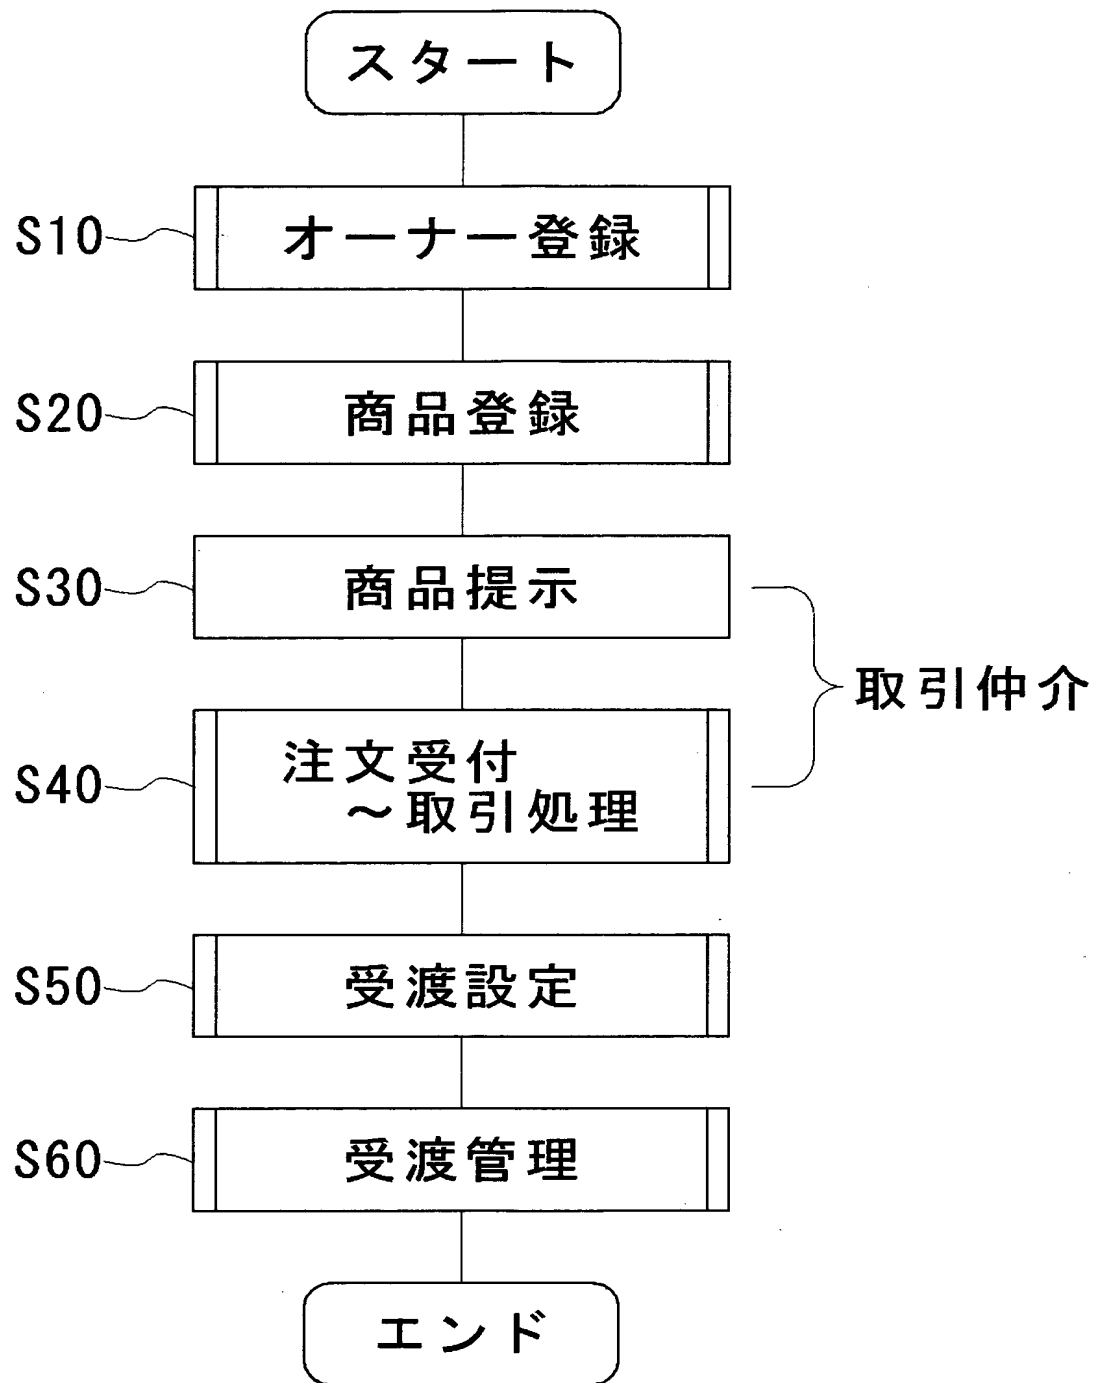 スタート
S10
オーナー登録
S20
商品登録
S30
商品提示
取引仲介
S40
注文受付
~取引処理
S50
受渡設定
S60
受渡管理
エンド